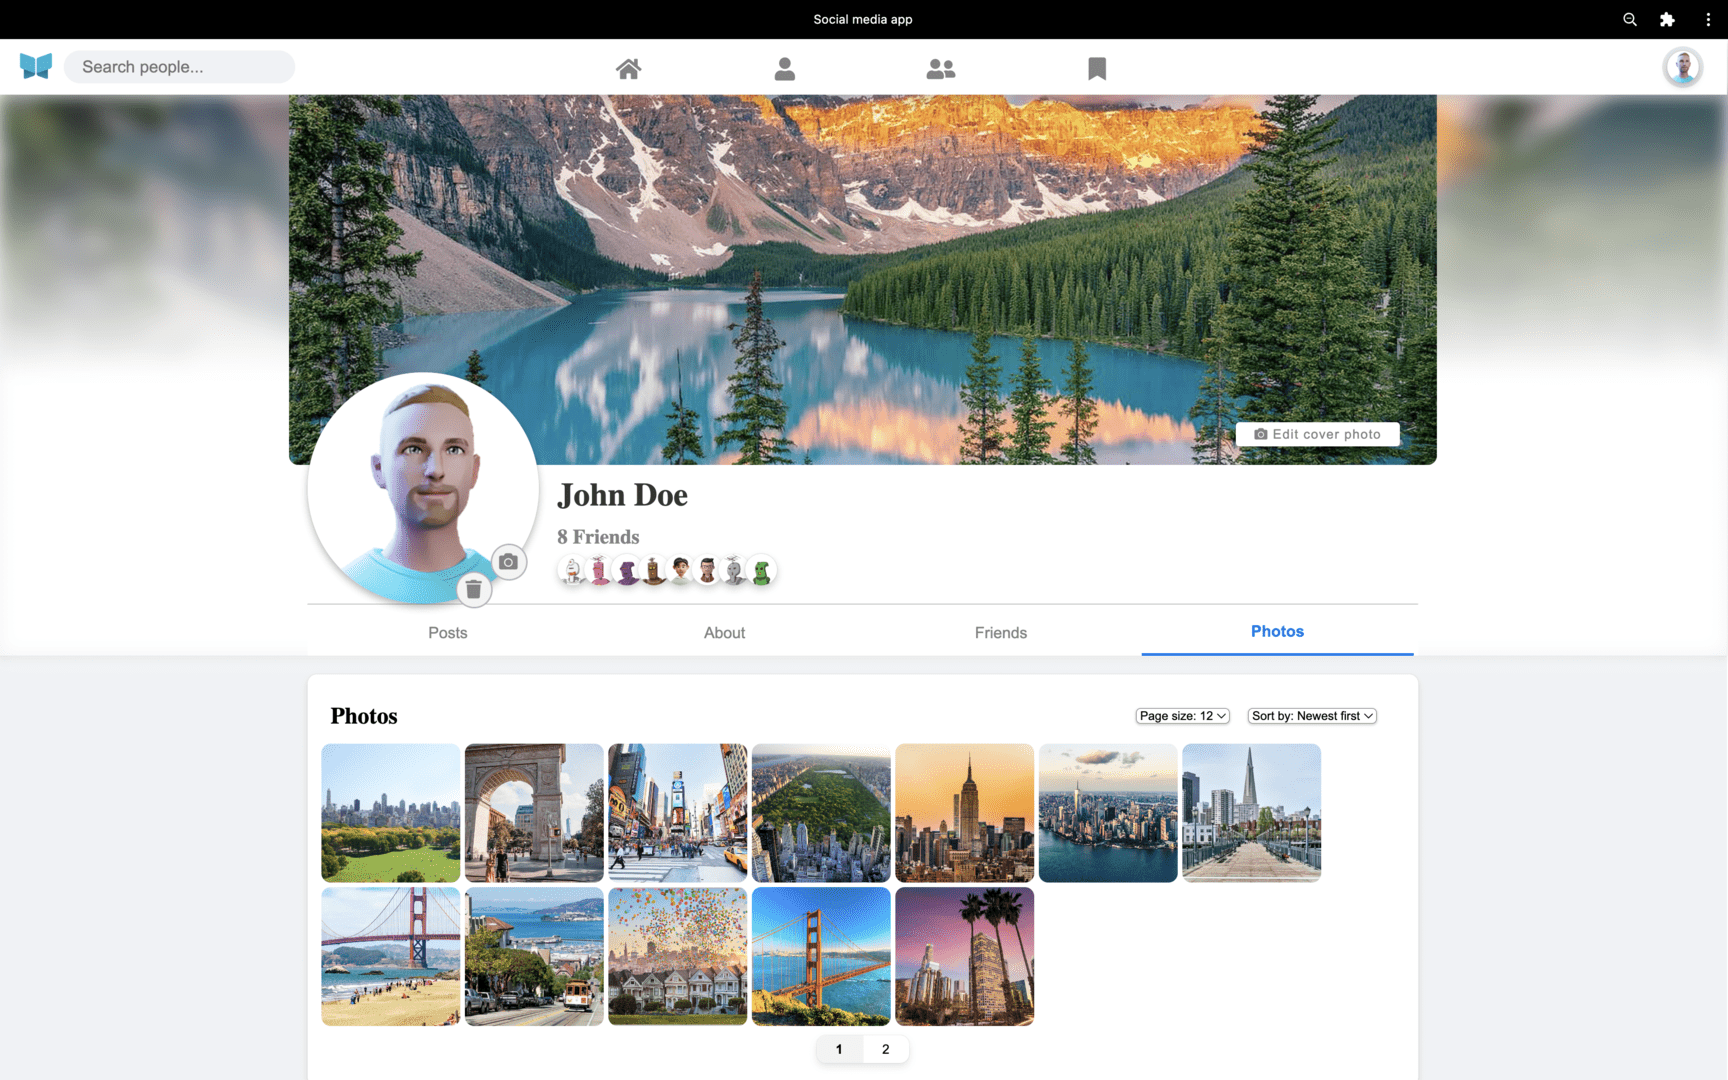 Social media app
Search people...
Edit cover photo
John Doe
8 Friends
Posts
About
Friends
Photos
Photos
Page size: 12
Sort by: Newest first
1
2